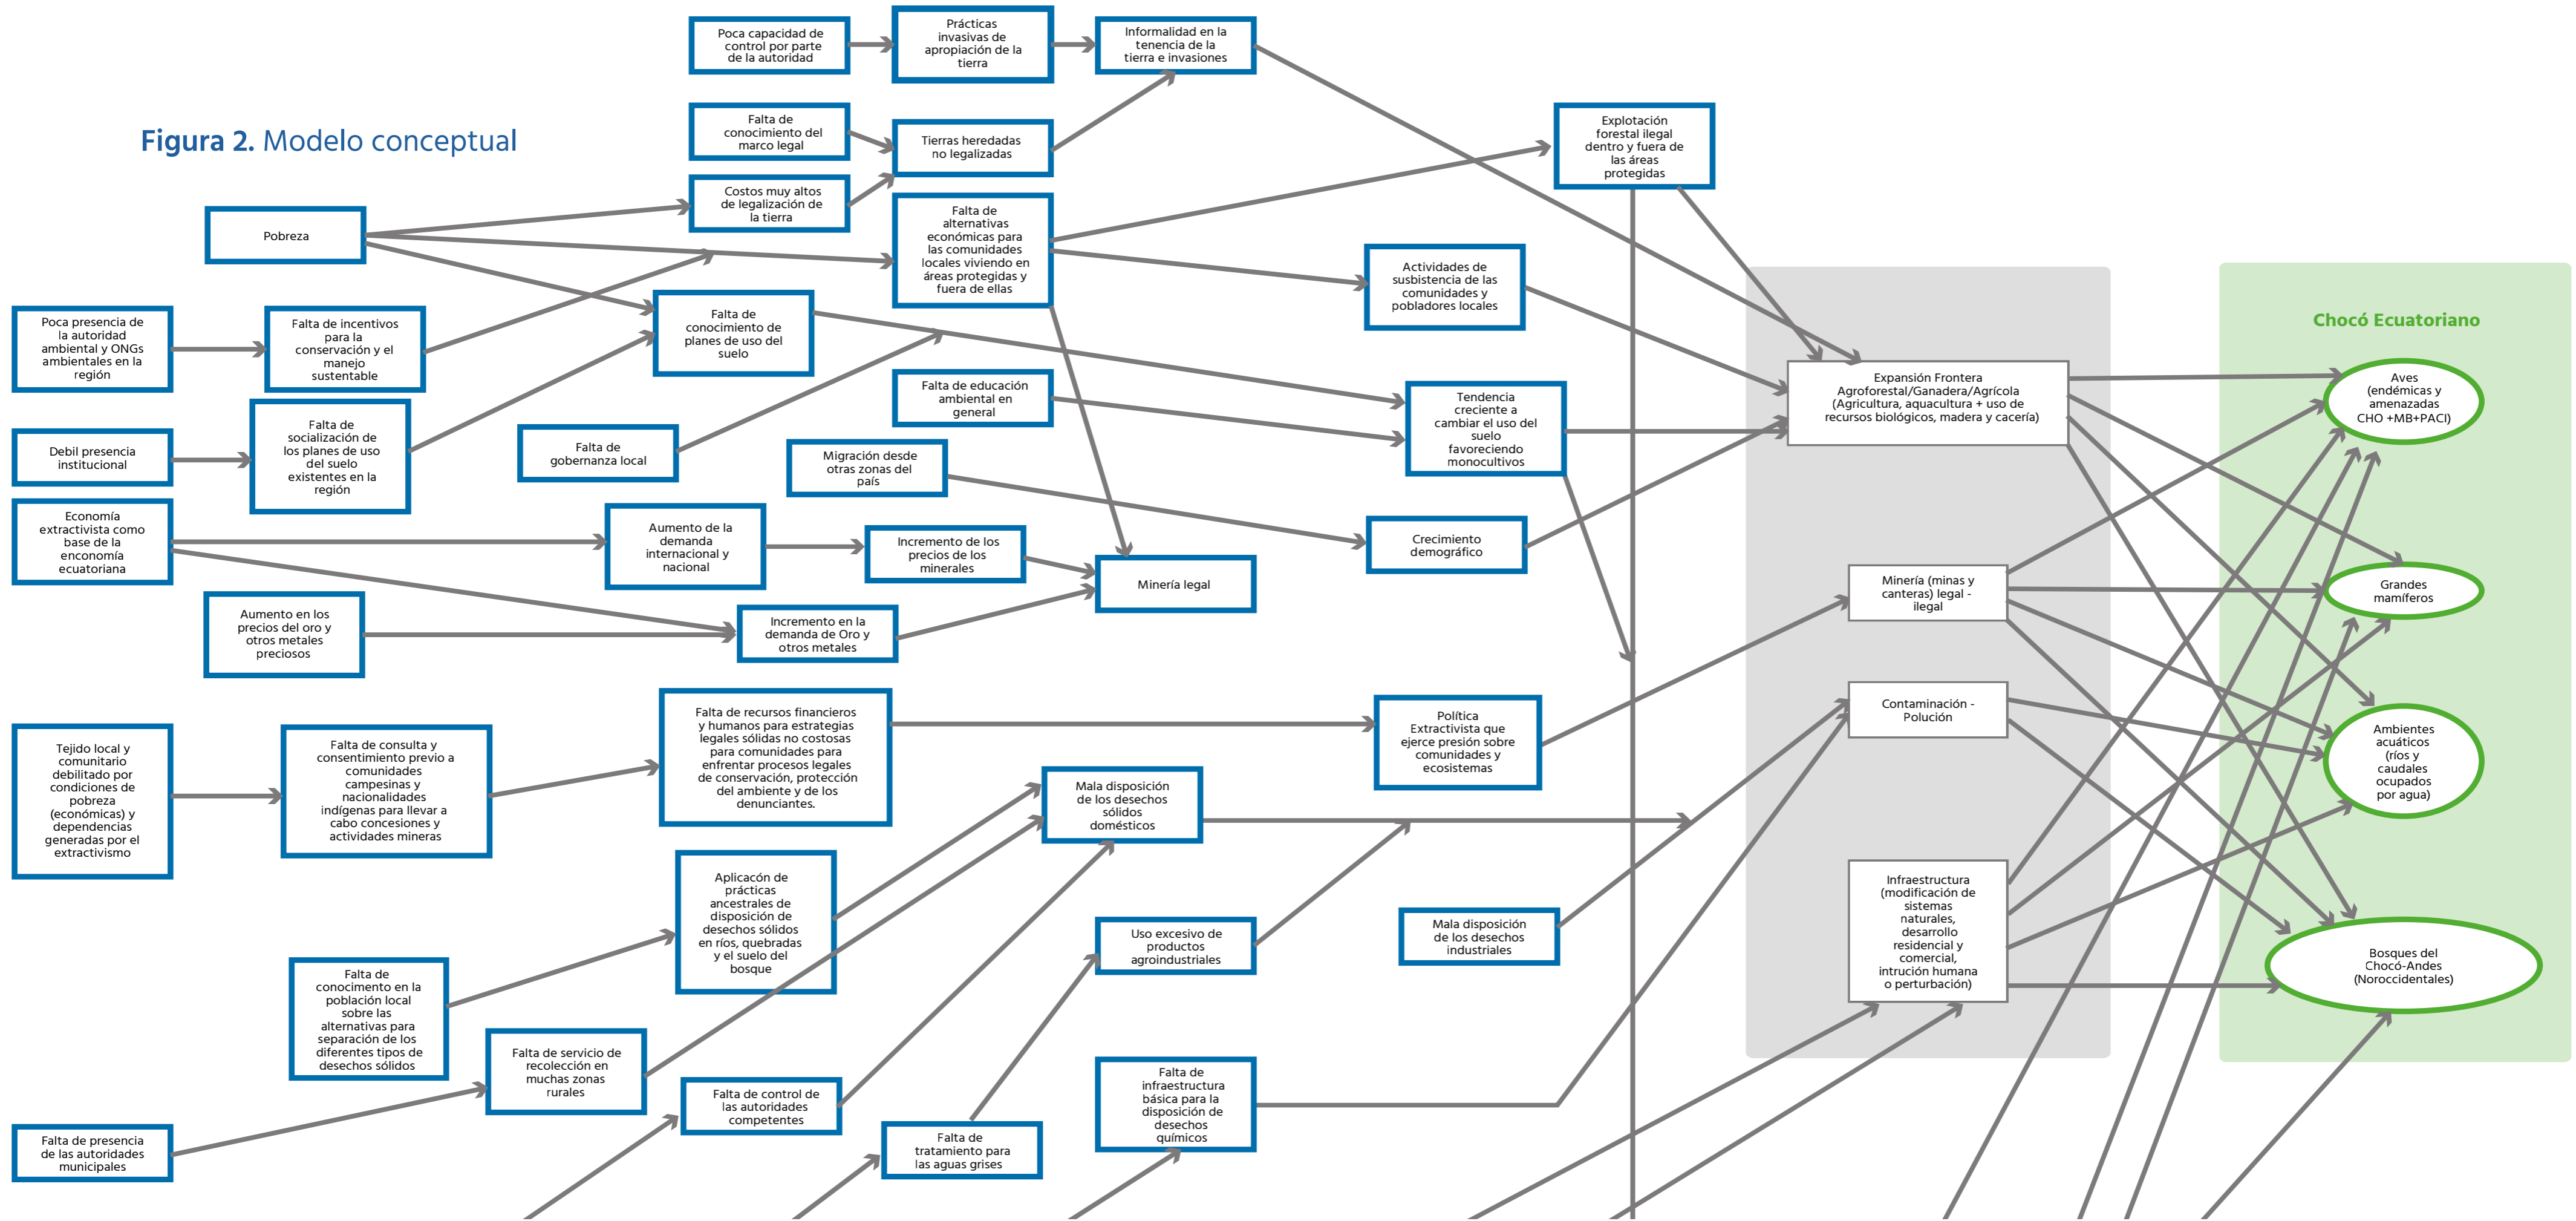 Poca capacidad de
control por parte
de la autoridad
Prácticas
invasivas de
apropiación de la
tierra
Informalidad en la
tenencia de la
tierra e invasiones
Figura 2. Modelo conceptual
Falta de
conocimiento del
marco legal
Tierras heredadas
no legalizadas
Explotación
forestal ilegal
dentro y fuera de
las áreas
protegidas
Costos muy altos
de legalización de
la tierra
Pobreza
Falta de
alternativas
económicas para
las comunidades
locales viviendo en
áreas protegidas y
fuera de ellas
Actividades de
susbistencia de las
comunidades y
pobladores locales
Poca presencia de
la autoridad
ambiental y ONGs
ambientales en la
región
Falta de incentivos
para la
conservación y el
manejo
sustentable
Falta de
conocimiento de
planes de uso del
suelo
Falta de educación
ambiental en
general
Tendencia
creciente a
cambiar el uso del
suelo
favoreciendo
monocultivos
Expansión Frontera
Agroforestal/Ganadera/Agrícola
(Agricultura, aquacultura + uso de
recursos biológicos, madera y cacería)
Chocó Ecuatoriano
Aves
(endémicas y
amenazadas
CHO +MB+PACI)
Debil presencia
institucional
Falta de
socialización de
los planes de uso
del suelo
existentes en la
región
Falta de
gobernanza local
Migración desde
otras zonas del
país
Economía
extractivista como
base de la
enconomía
ecuatoriana
Aumento de la
demanda
internacional y
nacional
Incremento de los
precios de los
minerales
Minería legal
Crecimiento
demográfico
Minería (minas y
canteras) legal -
ilegal
Grandes
mamíferos
Aumento en los
precios del oro y
otros metales
preciosos
Incremento en la
demanda de Oro y
otros metales
Tejido local y
comunitario
debilitado por
condiciones de
pobreza
(económicas) y
dependencias
generadas por el
extractivismo
Falta de consulta y
consentimiento previo a
comunidades
campesinas y
nacionalidades
indígenas para llevar a
cabo concesiones y
actividades mineras
Falta de recursos financieros
y humanos para estrategias
legales sólidas no costosas
para comunidades para
enfrentar procesos legales
de conservación, protección
del ambiente y de los
denunciantes.
Política
Extractivista que
ejerce presión sobre
comunidades y
ecosistemas
Contaminación -
Polución
Ambientes
acuáticos
(ríos y
caudales
ocupados
por agua)
Mala disposición
de los desechos
sólidos
domésticos
Aplicacón de
prácticas
ancestrales de
disposición de
desechos sólidos
en ríos, quebradas
y el suelo del
bosque
Uso excesivo de
productos
agroindustriales
Mala disposición
de los desechos
industriales
Infraestructura
(modificación de
sistemas
naturales,
desarrollo
residencial y
comercial,
intrución humana
o perturbación)
Bosques del
Chocó-Andes
(Noroccidentales)
Falta de
conocimiento en la
población local
sobre las
alternativas para
separación de los
diferentes tipos de
desechos sólidos
Falta de servicio de
recolección en
muchas zonas
rurales
Falta de control de
las autoridades
competentes
Falta de
infraestructura
básica para la
disposición de
desechos
químicos
Falta de presencia
de las autoridades
municipales
Falta de
tratamiento para
las aguas grises